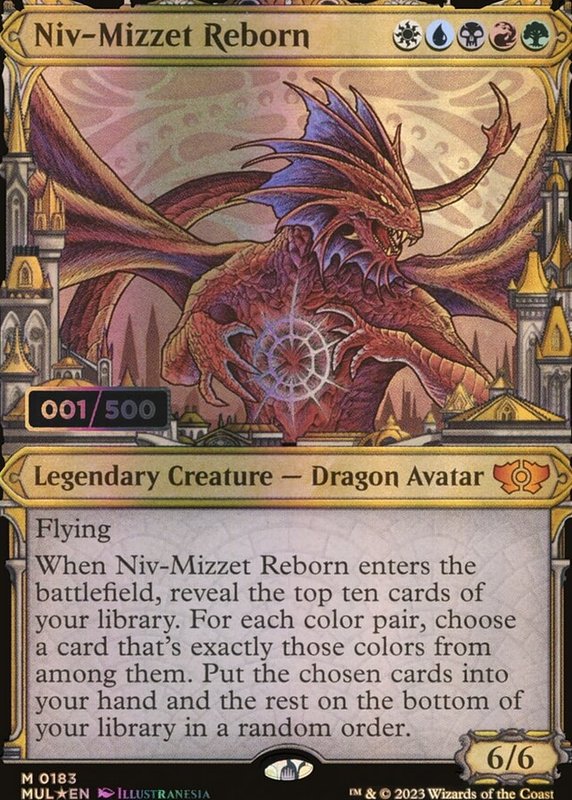 Niv-Mizzet Reborn
001/500
Legendary Creature — Dragon Avatar
Flying
When Niv-Mizzet Reborn enters the
battlefield, reveal the top ten cards of
your library. For each color pair, choose
a card that's exactly those colors from
among them. Put the chosen cards into
your hand and the rest on the bottom of
your library in a random order.
6/6
M 0183
MUL★EN Illustranesia
™ & © 2023 Wizards of the Coast